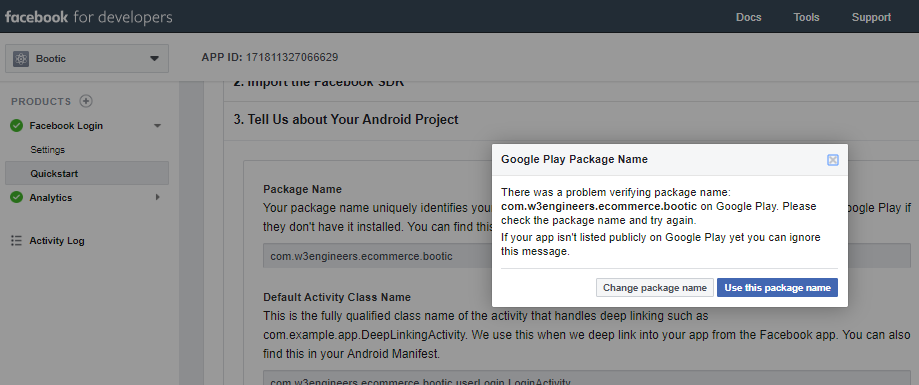 facebook for developers
Docs
Tools
Support
Bootic
APP ID: 171811327066629
PRODUCTS
Facebook Login
Settings
Quickstart
Analytics
Activity Log
2. Import the Facebook SDK
3. Tell Us about Your Android Project
Package Name
Your package name uniquely identifies your
ogle Play if
they don't have it installed. You can find this
com.w3engineers.ecommerce.bootic
Default Activity Class Name
This is the fully qualified class name of the activity that handles deep linking such as
com.example.app.DeepLinkingActivity. We use this when we deep link into your app from the Facebook app. You can also
find this in your Android Manifest.
com.w3engineers.ecommerce.bootic.userLogin.LoginActivity
Google Play Package Name
There was a problem verifying package name:
com.w3engineers.ecommerce.bootic on Google Play. Please
check the package name and try again.
If your app isn't listed publicly on Google Play yet you can ignore
this message.
Change package name
Use this package name